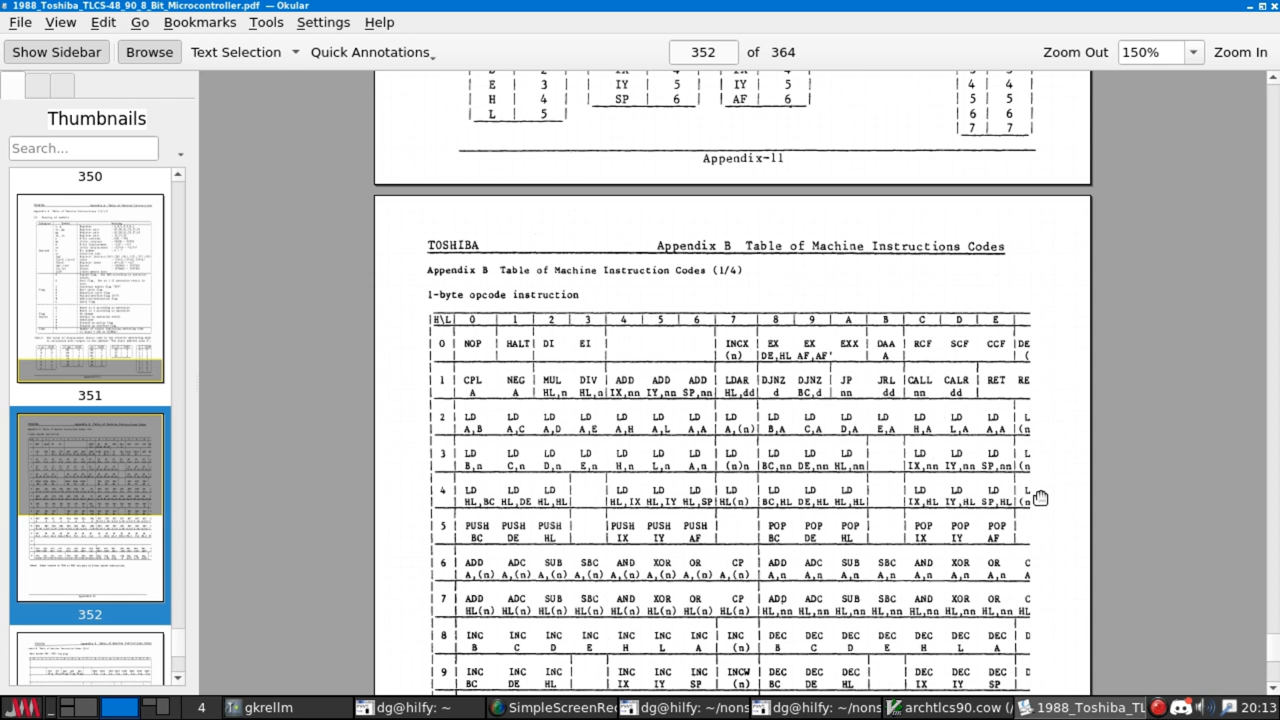 1988_Toshiba_TLCS-48_90_8_Bit_Microcontroller.pdf — Okular
File View Edit Go Bookmarks Tools Settings Help
Show Sidebar Browse Text Selection Quick Annotations 352 of 364 Zoom Out 150% Zoom In
Thumbnails
Search...
350
351
352
E 3 IY 5 IY 5 4 4
H 4 SP 6 AF 6 5 5
L 5 6 6
7 7
Appendix-11
TOSHIBA Appendix B Table of Machine Instructions Codes
Appendix B Table of Machine Instruction Codes (1/4)
1-byte opcode instruction
H\L 0 2 3 4 5 6 7 8 9 A B C D E
0 NOP HALT DI EI INCX EX EX EXX DAA RCF SCF CCF DE
(n) DE,HL AF,AF' A (
1 CPL NEG MUL DIV ADD ADD ADD LDAR DJNZ DJNZ JP JRL CALL CALR RET RE
A A HL,n HL,n IX,nn IY,nn SP,nn HL,dd d BC,d nn dd nn dd
2 LD LD LD LD LD LD LD LD LD LD LD LD LD LD LD L
A,B A,C A,D A,E A,H A,L A,A A,(n) B,A C,A D,A E,A H,A L,A A,A (n
3 LD LD LD LD LD LD LD LD LD LD LD LD LD LD L
B,n C,n D,n E,n H,n L,n A,n (n) BC,nn DE,nn HL,nn IX,nn IY,nn SP,nn (n
4 LD LD LD LD LD LD LD LD LD LD LD LD LD L
HL,BC HL,DE HL,HL HL,IX HL,IY HL,SP HL(n) BC,HL DE,HL HL,HL IX,HL IY,HL SP,HL (n
5 PUSH PUSH PUSH PUSH PUSH PUSH POP POP POP POP POP POP
BC DE HL IX IY AF BC DE HL IX IY AF
6 ADD ADC SUB SBC AND XOR OR CP ADD ADC SUB SBC AND XOR OR C
A,(n) A,(n) A,(n) A,(n) A,(n) A,(n) A,(n) A,(n) A,n A,n A,n A,n A,n A,n A,n A
7 ADD ADC SUB SBC AND XOR OR CP ADD ADC SUB SBC AND XOR OR C
HL(n) HL(n) HL(n) HL(n) HL(n) HL(n) HL(n) HL(n) HL,nn HL,nn HL,nn HL,nn HL,nn HL,nn HL,nn HL
8 INC INC INC INC INC INC INC INC DEC DEC DEC DEC DEC DEC DEC D
B C D E H L A (n) B C D E H L A
9 INC INC INC INC INC INC INCW DEC DEC DEC DEC DEC DEC D
BC DE HL IX IY SP (n) BC DE HL IX IY SP
4 gkrellm dg@hilfy: ~ SimpleScreenRec dg@hilfy: ~/nons dg@hilfy: ~/nons archtlcs90.cow (/ 1988_Toshiba_TL 20:13